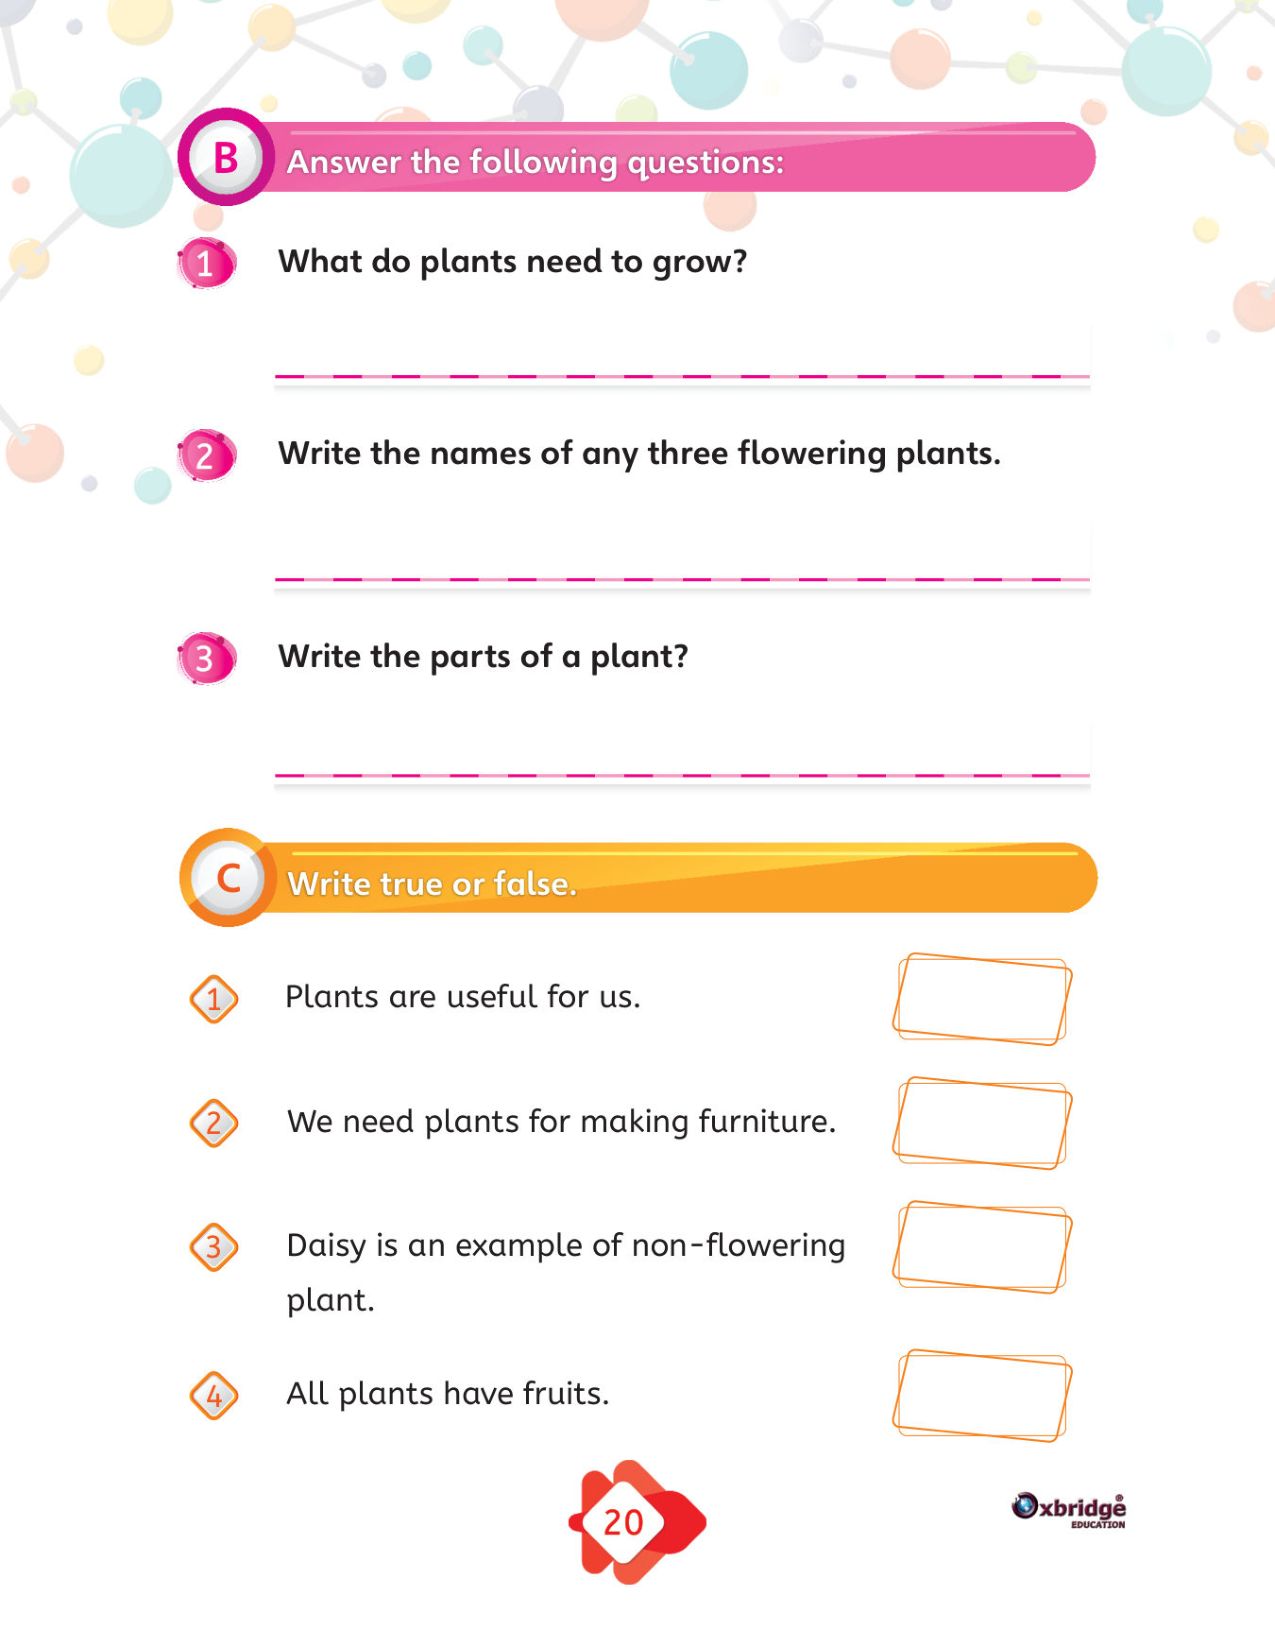 B
Answer the following questions:
1
What do plants need to grow?
2
Write the names of any three flowering plants.
3
Write the parts of a plant?
C
Write true or false.
1
Plants are useful for us.
2
We need plants for making furniture.
3
Daisy is an example of non-flowering
plant.
4
All plants have fruits.
20
Oxbridge®
EDUCATION